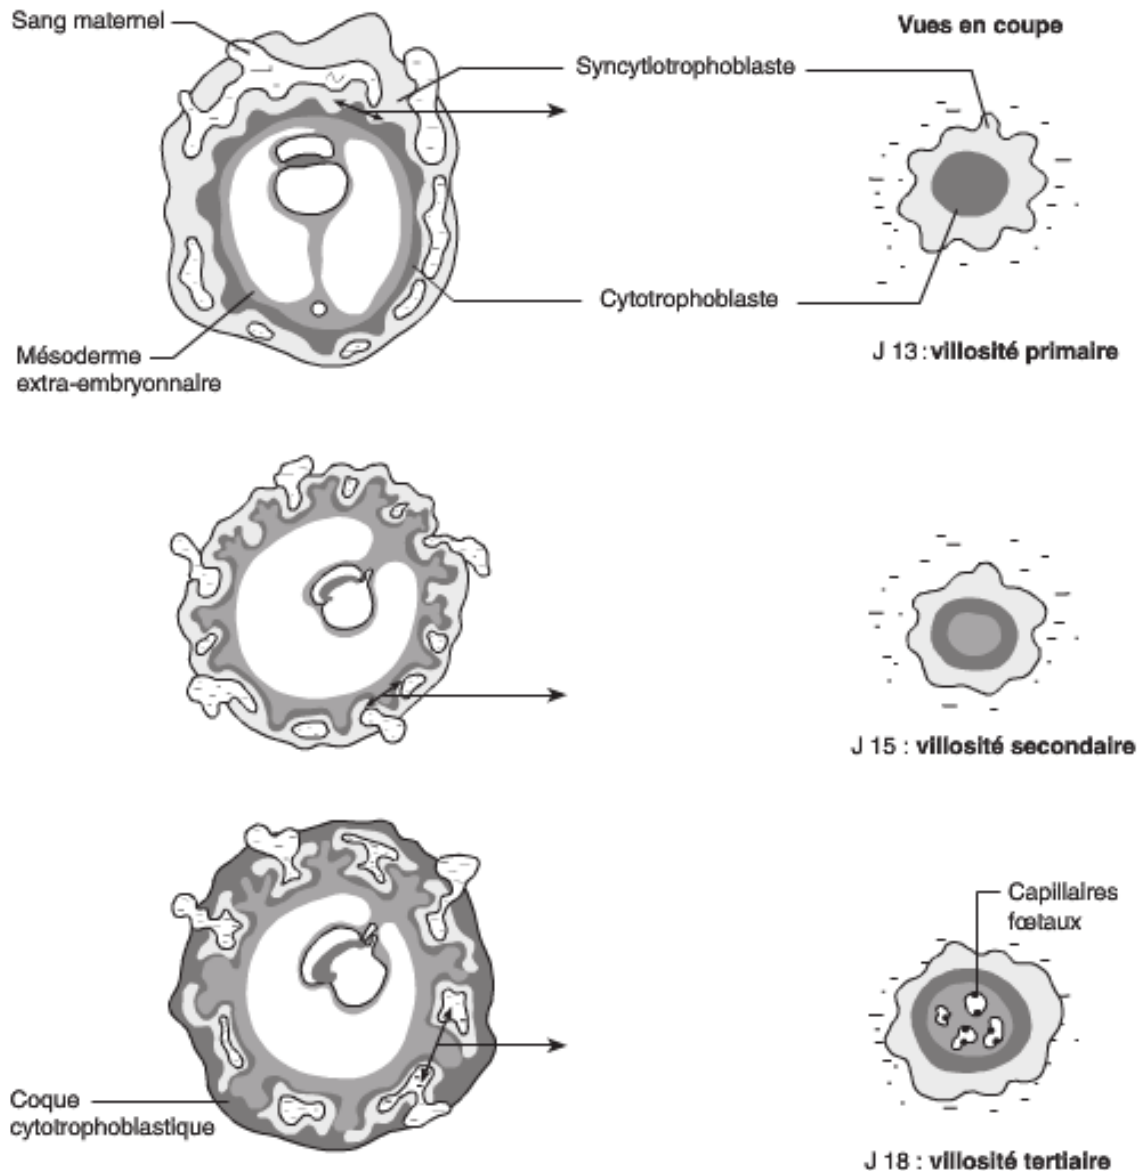 Sang maternel
Vues en coupe
Syncytiotrophoblaste
Cytotrophoblaste
Mésoderme
extra-embryonnaire
J 13 : villosité primaire
J 15 : villosité secondaire
Capillaires
fœtaux
Coque
cytotrophoblastique
J 18 : villosité tertiaire